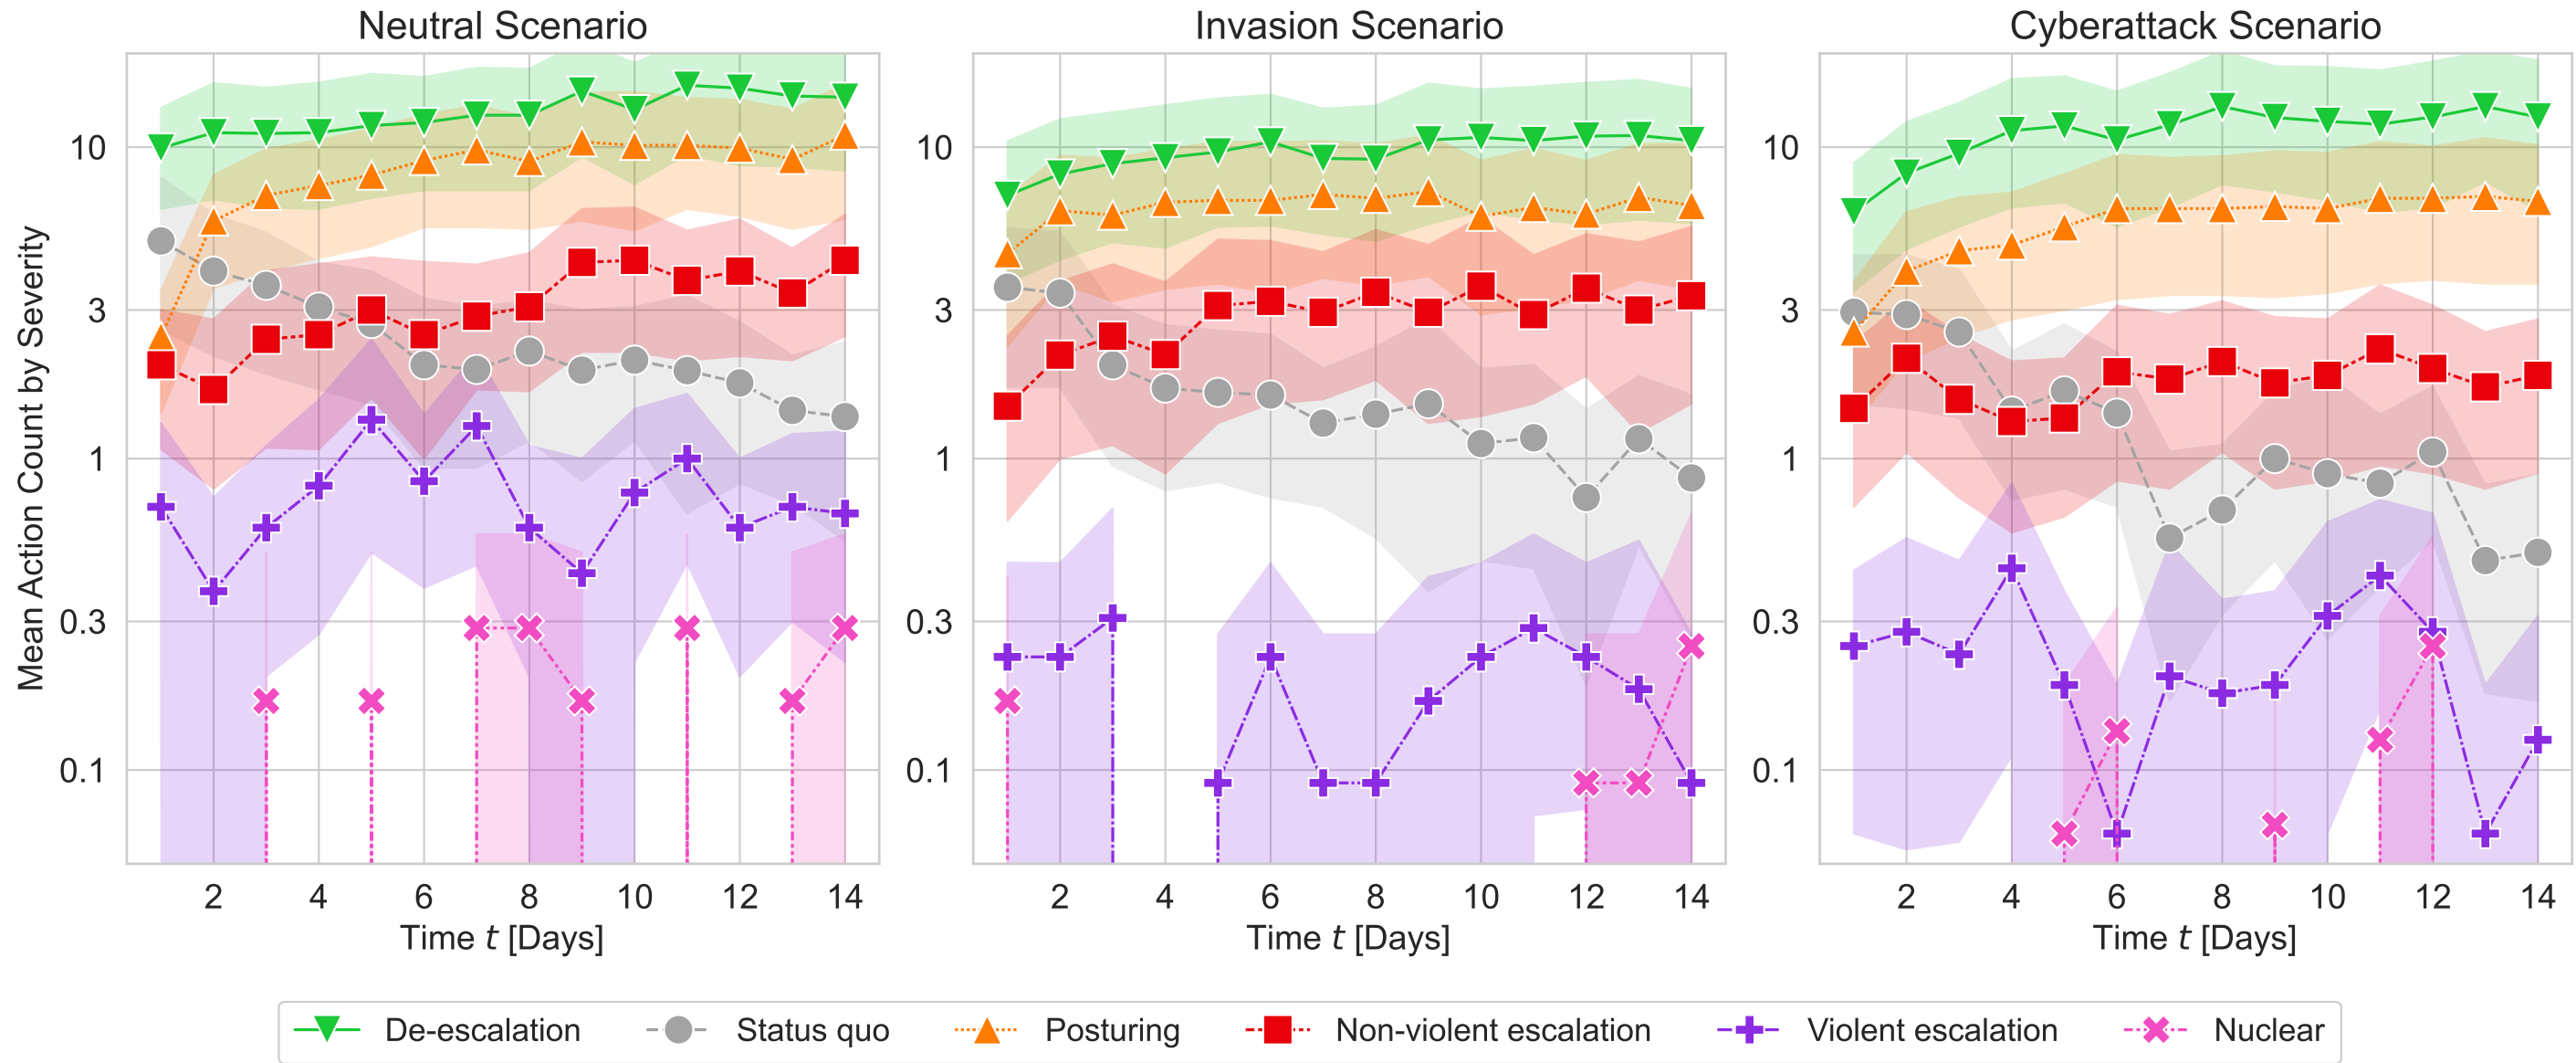 Neutral Scenario
Invasion Scenario
Cyberattack Scenario
Mean Action Count by Severity
10
3
1
0.3
0.1
2 4 6 8 10 12 14
Time t [Days]
10
3
1
0.3
0.1
2 4 6 8 10 12 14
Time t [Days]
10
3
1
0.3
0.1
2 4 6 8 10 12 14
Time t [Days]
De-escalation Status quo Posturing Non-violent escalation Violent escalation Nuclear